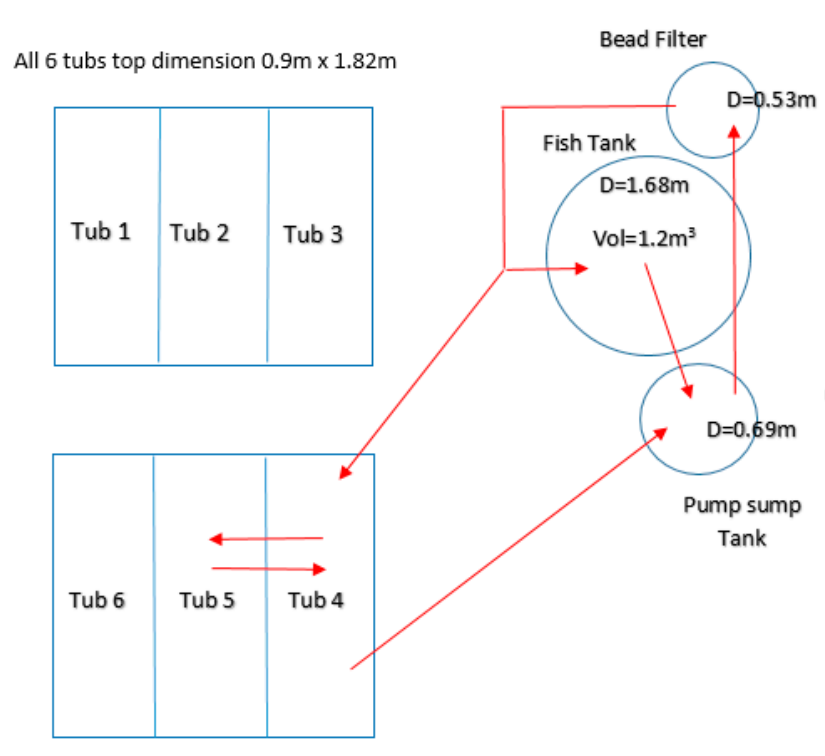 All 6 tubs top dimension 0.9m x 1.82m
Bead Filter
D=0.53m
Fish Tank
D=1.68m
Vol=1.2m³
Tub 1
Tub 2
Tub 3
D=0.69m
Pump sump
Tank
Tub 6
Tub 5
Tub 4